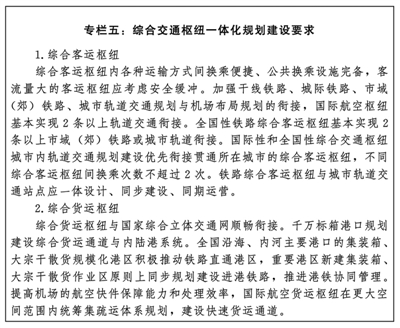 专栏五：综合交通枢纽一体化规划建设要求
1.综合客运枢纽
综合客运枢纽内各种运输方式间换乘便捷、公共换乘设施完备，客
流量大的客运枢纽应考虑安全缓冲。加强干线铁路、城际铁路、市域
（郊）铁路、城市轨道交通规划与机场布局规划的衔接，国际航空枢纽
基本实现2条以上轨道交通衔接。全国性铁路综合客运枢纽基本实现2
条以上市域（郊）铁路或城市轨道衔接。国际性和全国性综合交通枢纽
城市内轨道交通规划建设优先衔接贯通所在城市的综合客运枢纽，不同
综合客运枢纽间换乘次数不超过2次。铁路综合客运枢纽与城市轨道交
通站点应一体设计、同步建设、同期运营。
2.综合货运枢纽
综合货运枢纽与国家综合立体交通网顺畅衔接。千万标箱港口规划
建设综合货运通道与内陆港系统。全国沿海、内河主要港口的集装箱、
大宗干散货规模化港区积极推动铁路直通港区，重要港区新建集装箱、
大宗干散货作业区原则上同步规划建设进港铁路，推进港铁协同管理。
提高机场的航空快件保障能力和处理效率，国际航空货运枢纽在更大空
间范围内统筹集疏运体系规划，建设快速货运通道。